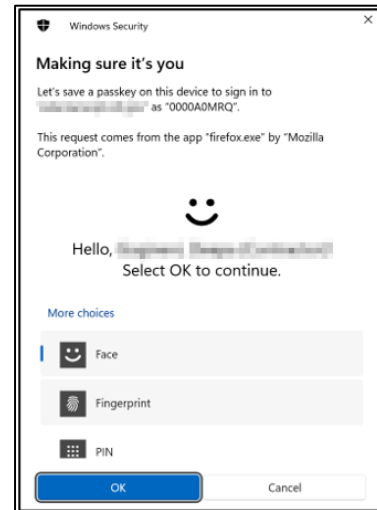 Windows Security
Making sure it's you
Let's save a passkey on this device to sign in to
as "0000A0MRQ".
This request comes from the app "firefox.exe" by "Mozilla
Corporation".
Hello,
Select OK to continue.
More choices
Face
Fingerprint
PIN
OK
Cancel